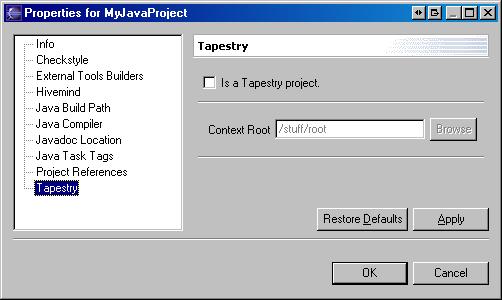 Properties for MyJavaProject
Info
Checkstyle
External Tools Builders
Hivemind
Java Build Path
Java Compiler
Javadoc Location
Java Task Tags
Project References
Tapestry
Tapestry
Is a Tapestry project.
Context Root /stuff/root Browse
Restore Defaults Apply
OK Cancel